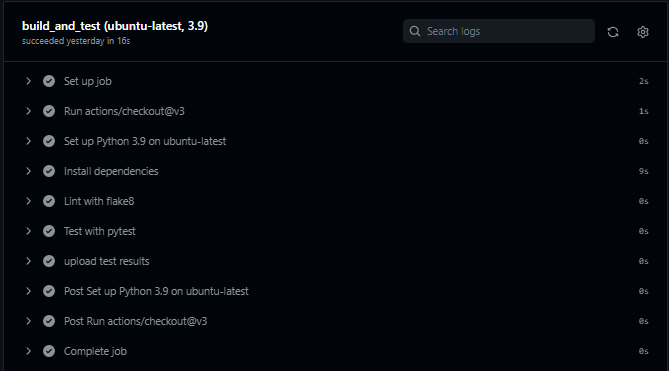 build_and_test (ubuntu-latest, 3.9)
succeeded yesterday in 16s
Search logs
Set up job 2s
Run actions/checkout@v3 1s
Set up Python 3.9 on ubuntu-latest 0s
Install dependencies 9s
Lint with flake8 0s
Test with pytest 0s
upload test results 0s
Post Set up Python 3.9 on ubuntu-latest 0s
Post Run actions/checkout@v3 0s
Complete job 0s